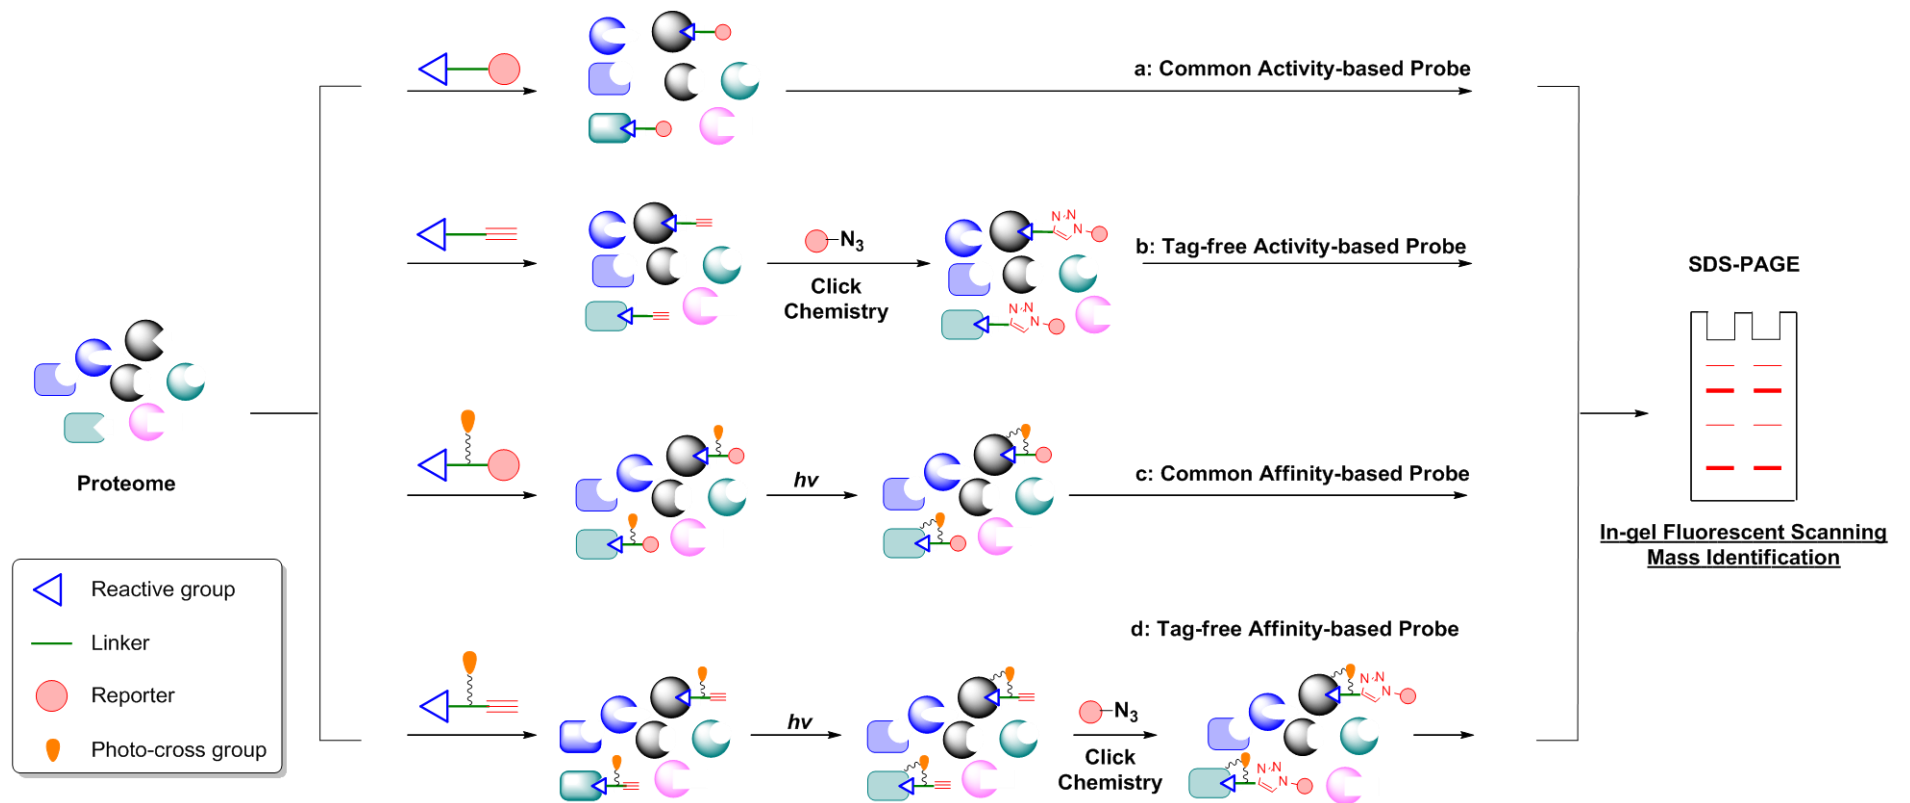 a: Common Activity-based Probe
N₃
Click
Chemistry
N
N
N
N
N
N
b: Tag-free Activity-based Probe
SDS-PAGE
Proteome
hν
c: Common Affinity-based Probe
In-gel Fluorescent Scanning
Mass Identification
Reactive group
Linker
Reporter
Photo-cross group
d: Tag-free Affinity-based Probe
hν
N₃
Click
Chemistry
N
N
N
N
N
N